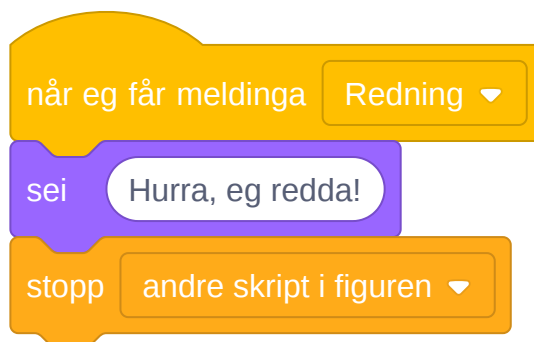 når eg får meldinga Redning
sei Hurra, eg redda!
stopp andre skript i figuren